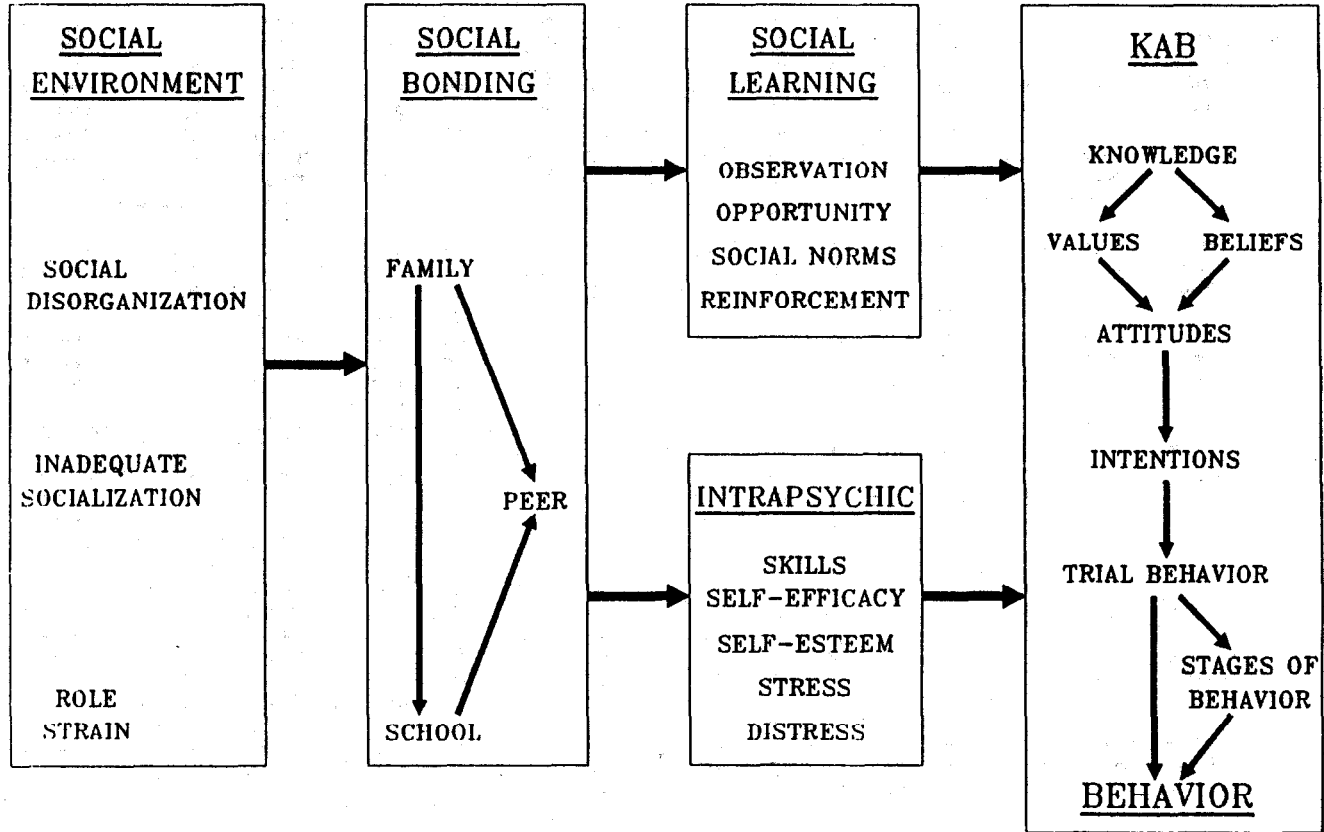 SOCIAL
ENVIRONMENT
SOCIAL
DISORGANIZATION
INADEQUATE
SOCIALIZATION
ROLE
STRAIN
SOCIAL
BONDING
FAMILY
PEER
SCHOOL
SOCIAL
LEARNING
OBSERVATION
OPPORTUNITY
SOCIAL NORMS
REINFORCEMENT
INTRAPSYCHIC
SKILLS
SELF-EFFICACY
SELF-ESTEEM
STRESS
DISTRESS
KAB
KNOWLEDGE
VALUES BELIEFS
ATTITUDES
INTENTIONS
TRIAL BEHAVIOR
STAGES OF
BEHAVIOR
BEHAVIOR